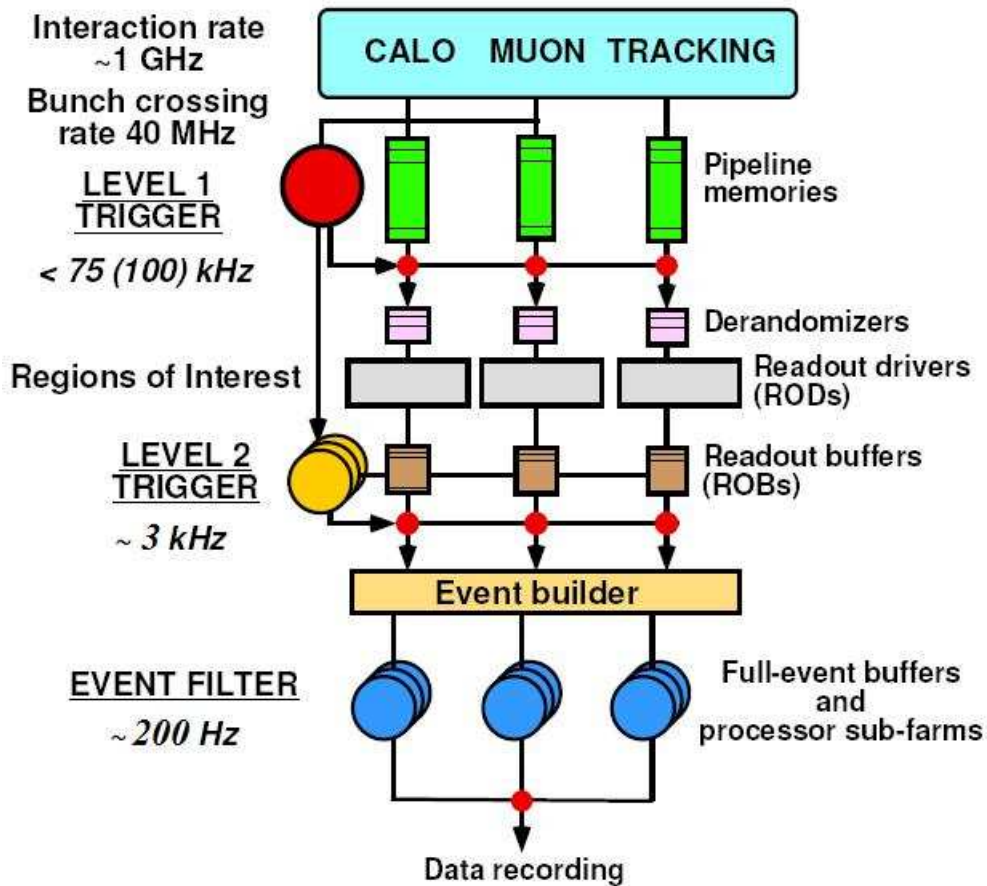 Interaction rate
~1 GHz
CALO MUON TRACKING
Bunch crossing
rate 40 MHz
LEVEL 1
TRIGGER
Pipeline
memories
< 75 (100) kHz
Derandomizers
Regions of Interest
Readout drivers
(RODs)
LEVEL 2
TRIGGER
Readout buffers
(ROBs)
~ 3 kHz
Event builder
EVENT FILTER
~ 200 Hz
Full-event buffers
and
processor sub-farms
Data recording